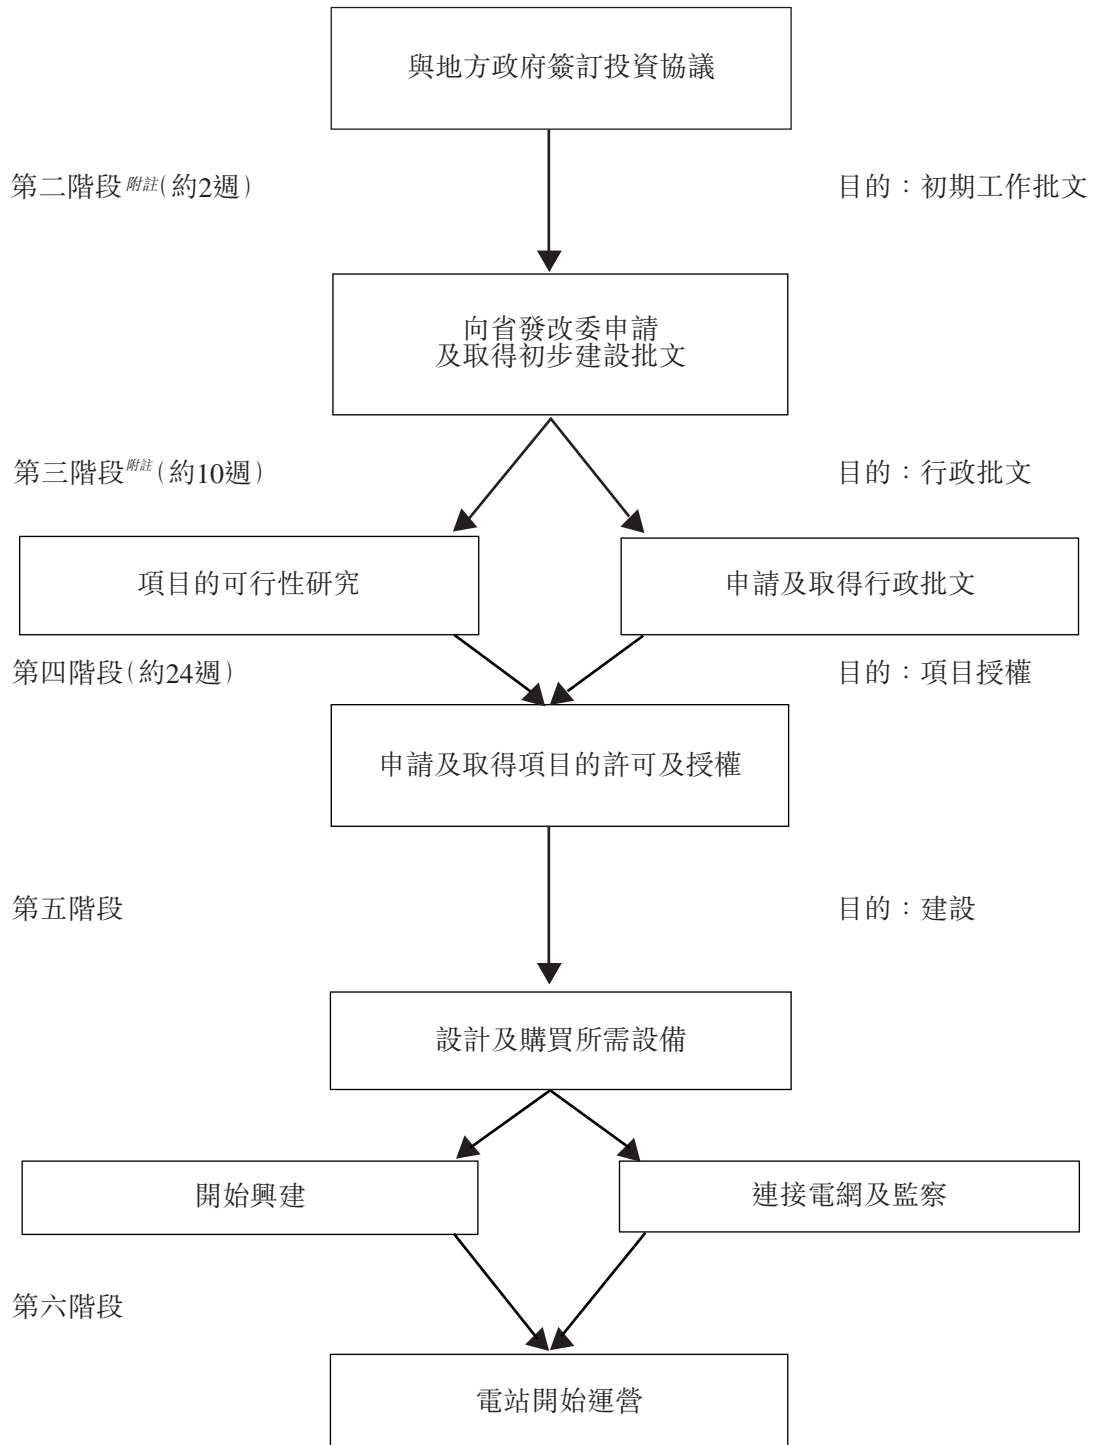 與地方政府簽訂投資協議
第二階段附註(約2週)
目的：初期工作批文
向省發改委申請
及取得初步建設批文
第三階段附註(約10週)
目的：行政批文
項目的可行性研究
申請及取得行政批文
第四階段(約24週)
目的：項目授權
申請及取得項目的許可及授權
第五階段
目的：建設
設計及購買所需設備
開始興建
連接電網及監察
第六階段
電站開始運營